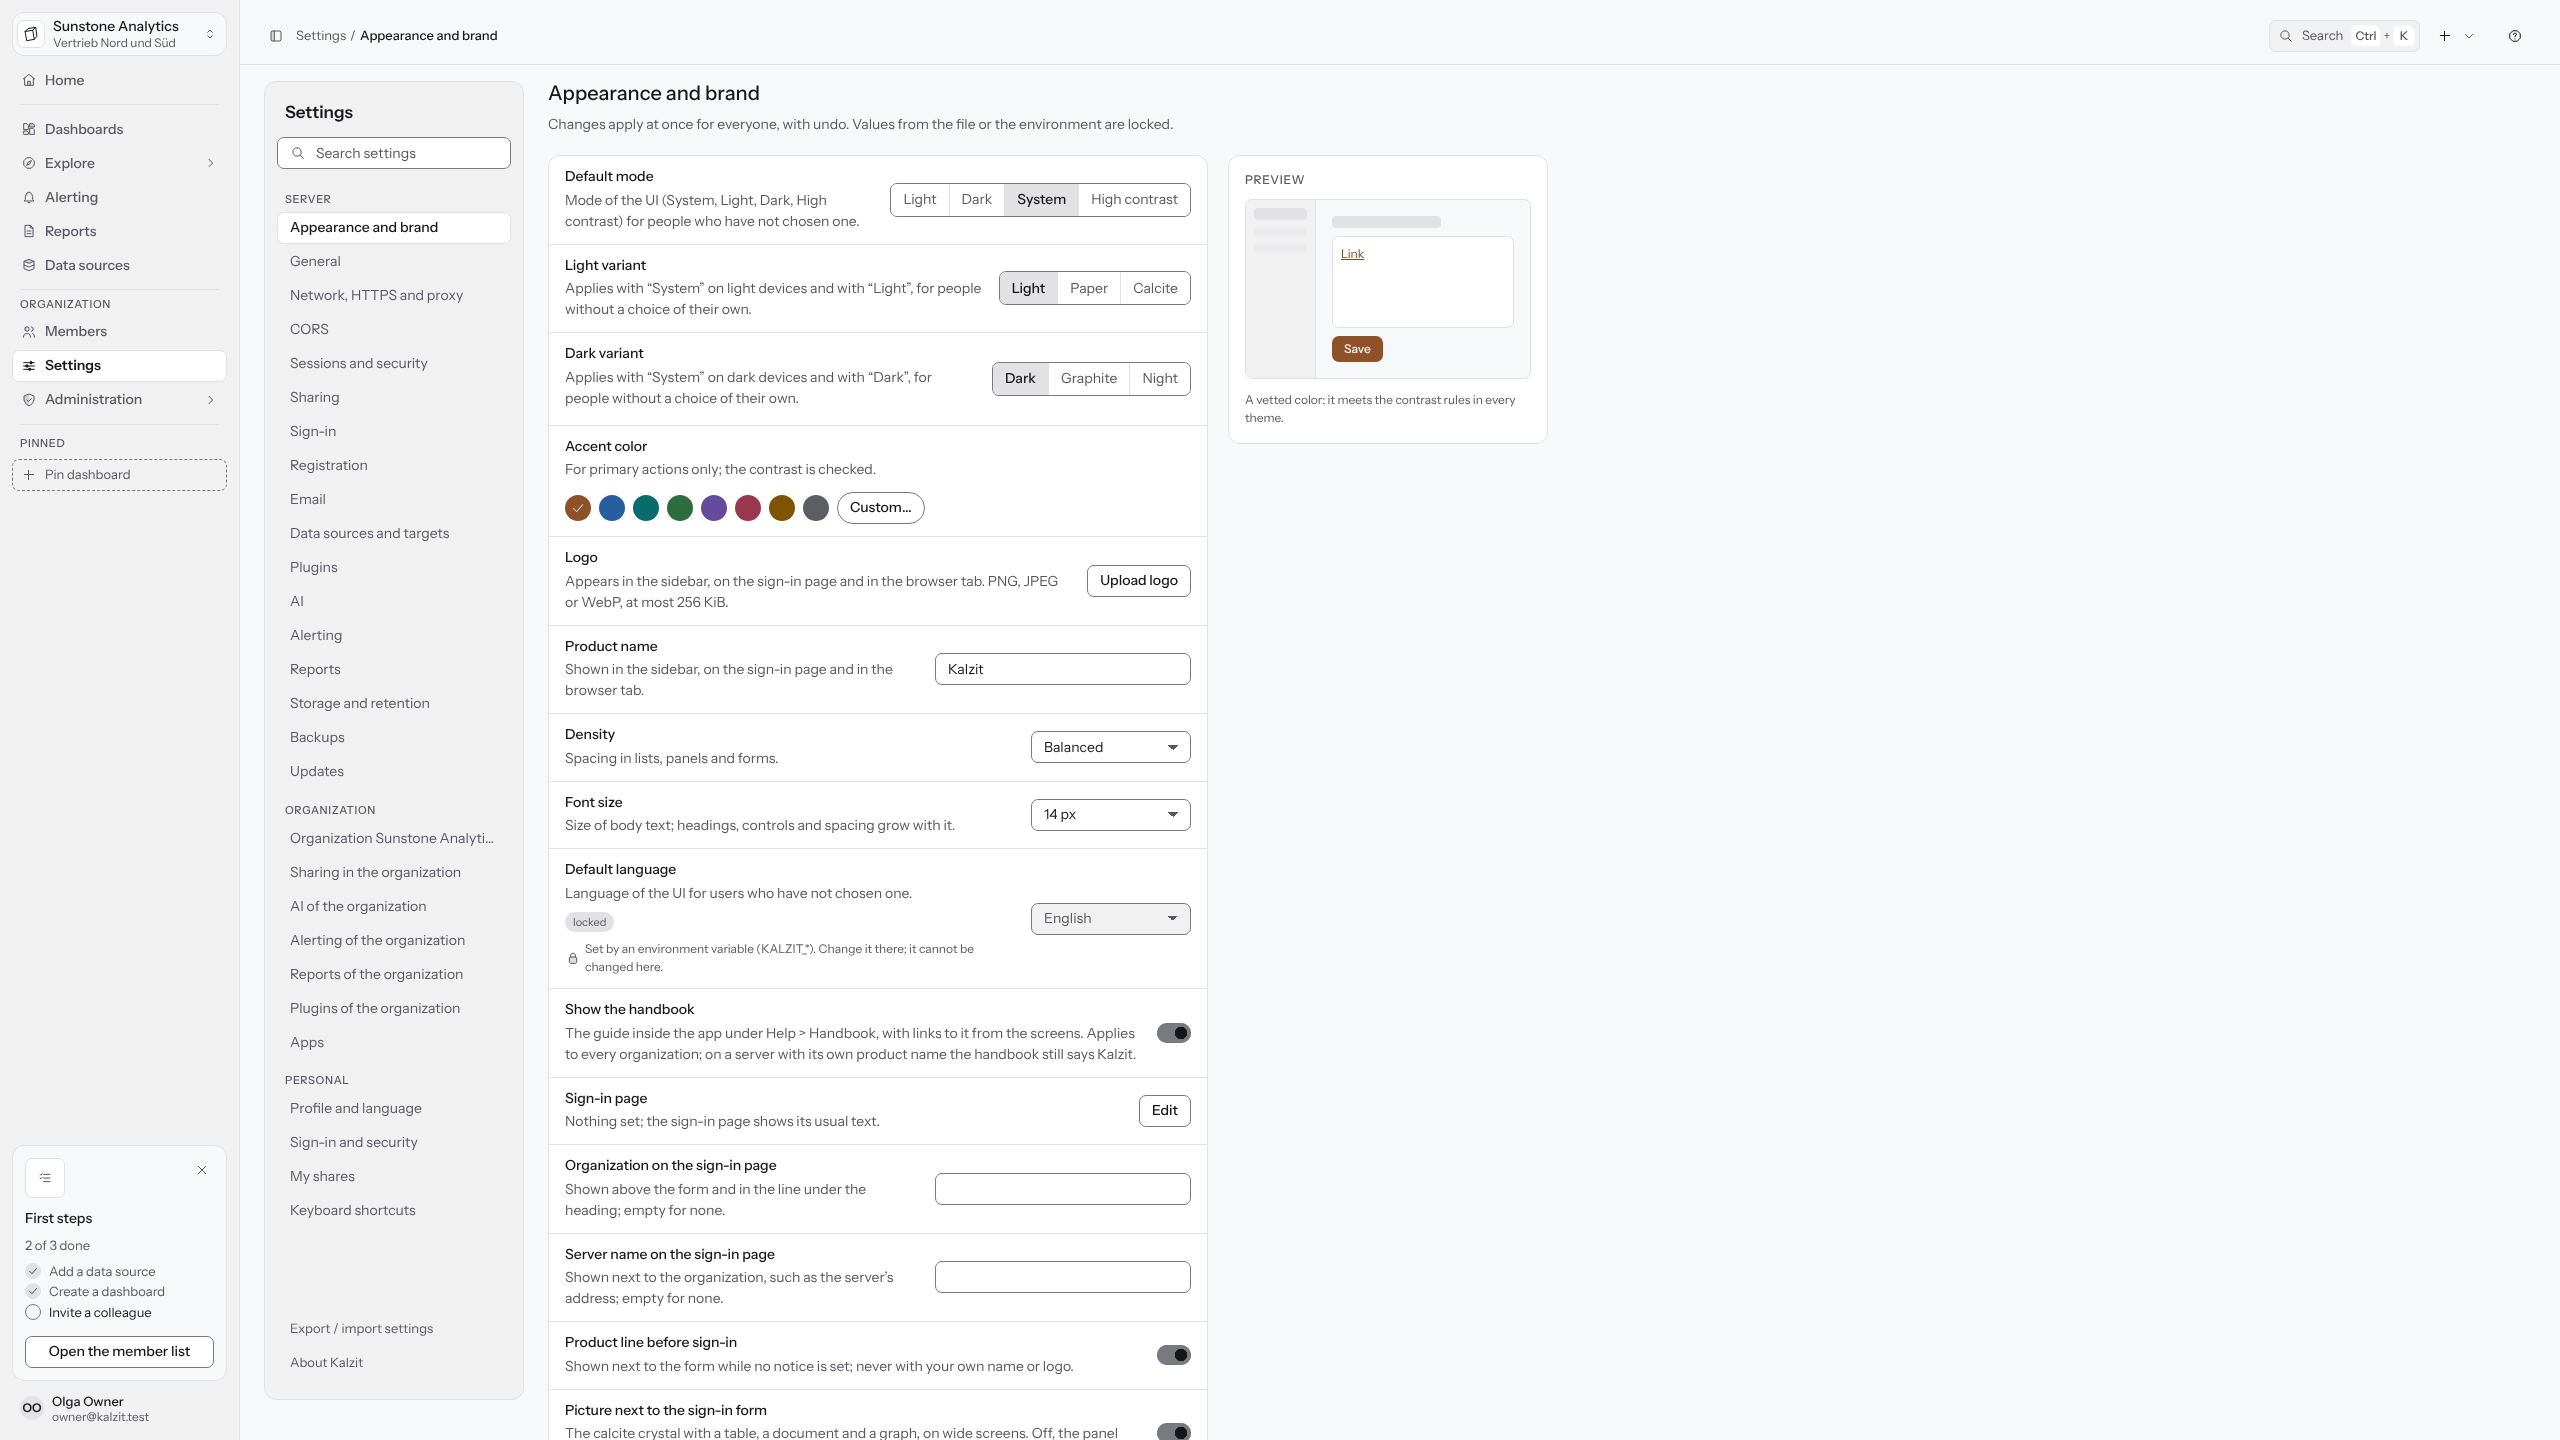 Sunstone Analytics
Vertrieb Nord und Süd
Home
Dashboards
Explore
Alerting
Reports
Data sources
ORGANIZATION
Members
Settings
Administration
PINNED
Pin dashboard
First steps
2 of 3 done
Add a data source
Create a dashboard
Invite a colleague
Open the member list
OO
Olga Owner
owner@kalzit.test
Settings / Appearance and brand
Search Ctrl + K
Settings
Search settings
SERVER
Appearance and brand
General
Network, HTTPS and proxy
CORS
Sessions and security
Sharing
Sign-in
Registration
Email
Data sources and targets
Plugins
AI
Alerting
Reports
Storage and retention
Backups
Updates
ORGANIZATION
Organization Sunstone Analyti...
Sharing in the organization
AI of the organization
Alerting of the organization
Reports of the organization
Plugins of the organization
Apps
PERSONAL
Profile and language
Sign-in and security
My shares
Keyboard shortcuts
Export / import settings
About Kalzit
Appearance and brand
Changes apply at once for everyone, with undo. Values from the file or the environment are locked.
Default mode
Mode of the UI (System, Light, Dark, High
contrast) for people who have not chosen one.
Light Dark System High contrast
Light variant
Applies with “System” on light devices and with “Light”, for people
without a choice of their own.
Light Paper Calcite
Dark variant
Applies with “System” on dark devices and with “Dark”, for
people without a choice of their own.
Dark Graphite Night
Accent color
For primary actions only; the contrast is checked.
Custom...
Logo
Appears in the sidebar, on the sign-in page and in the browser tab. PNG, JPEG
or WebP, at most 256 KiB.
Upload logo
Product name
Shown in the sidebar, on the sign-in page and in the
browser tab.
Kalzit
Density
Spacing in lists, panels and forms.
Balanced
Font size
Size of body text; headings, controls and spacing grow with it.
14 px
Default language
Language of the UI for users who have not chosen one.
locked
Set by an environment variable (KALZIT_*). Change it there; it cannot be
changed here.
English
Show the handbook
The guide inside the app under Help > Handbook, with links to it from the screens. Applies
to every organization; on a server with its own product name the handbook still says Kalzit.
Sign-in page
Nothing set; the sign-in page shows its usual text.
Edit
Organization on the sign-in page
Shown above the form and in the line under the
heading; empty for none.
Server name on the sign-in page
Shown next to the organization, such as the server’s
address; empty for none.
Product line before sign-in
Shown next to the form while no notice is set; never with your own name or logo.
Picture next to the sign-in form
The calcite crystal with a table, a document and a graph, on wide screens. Off, the panel
PREVIEW
Link
Save
A vetted color: it meets the contrast rules in every
theme.